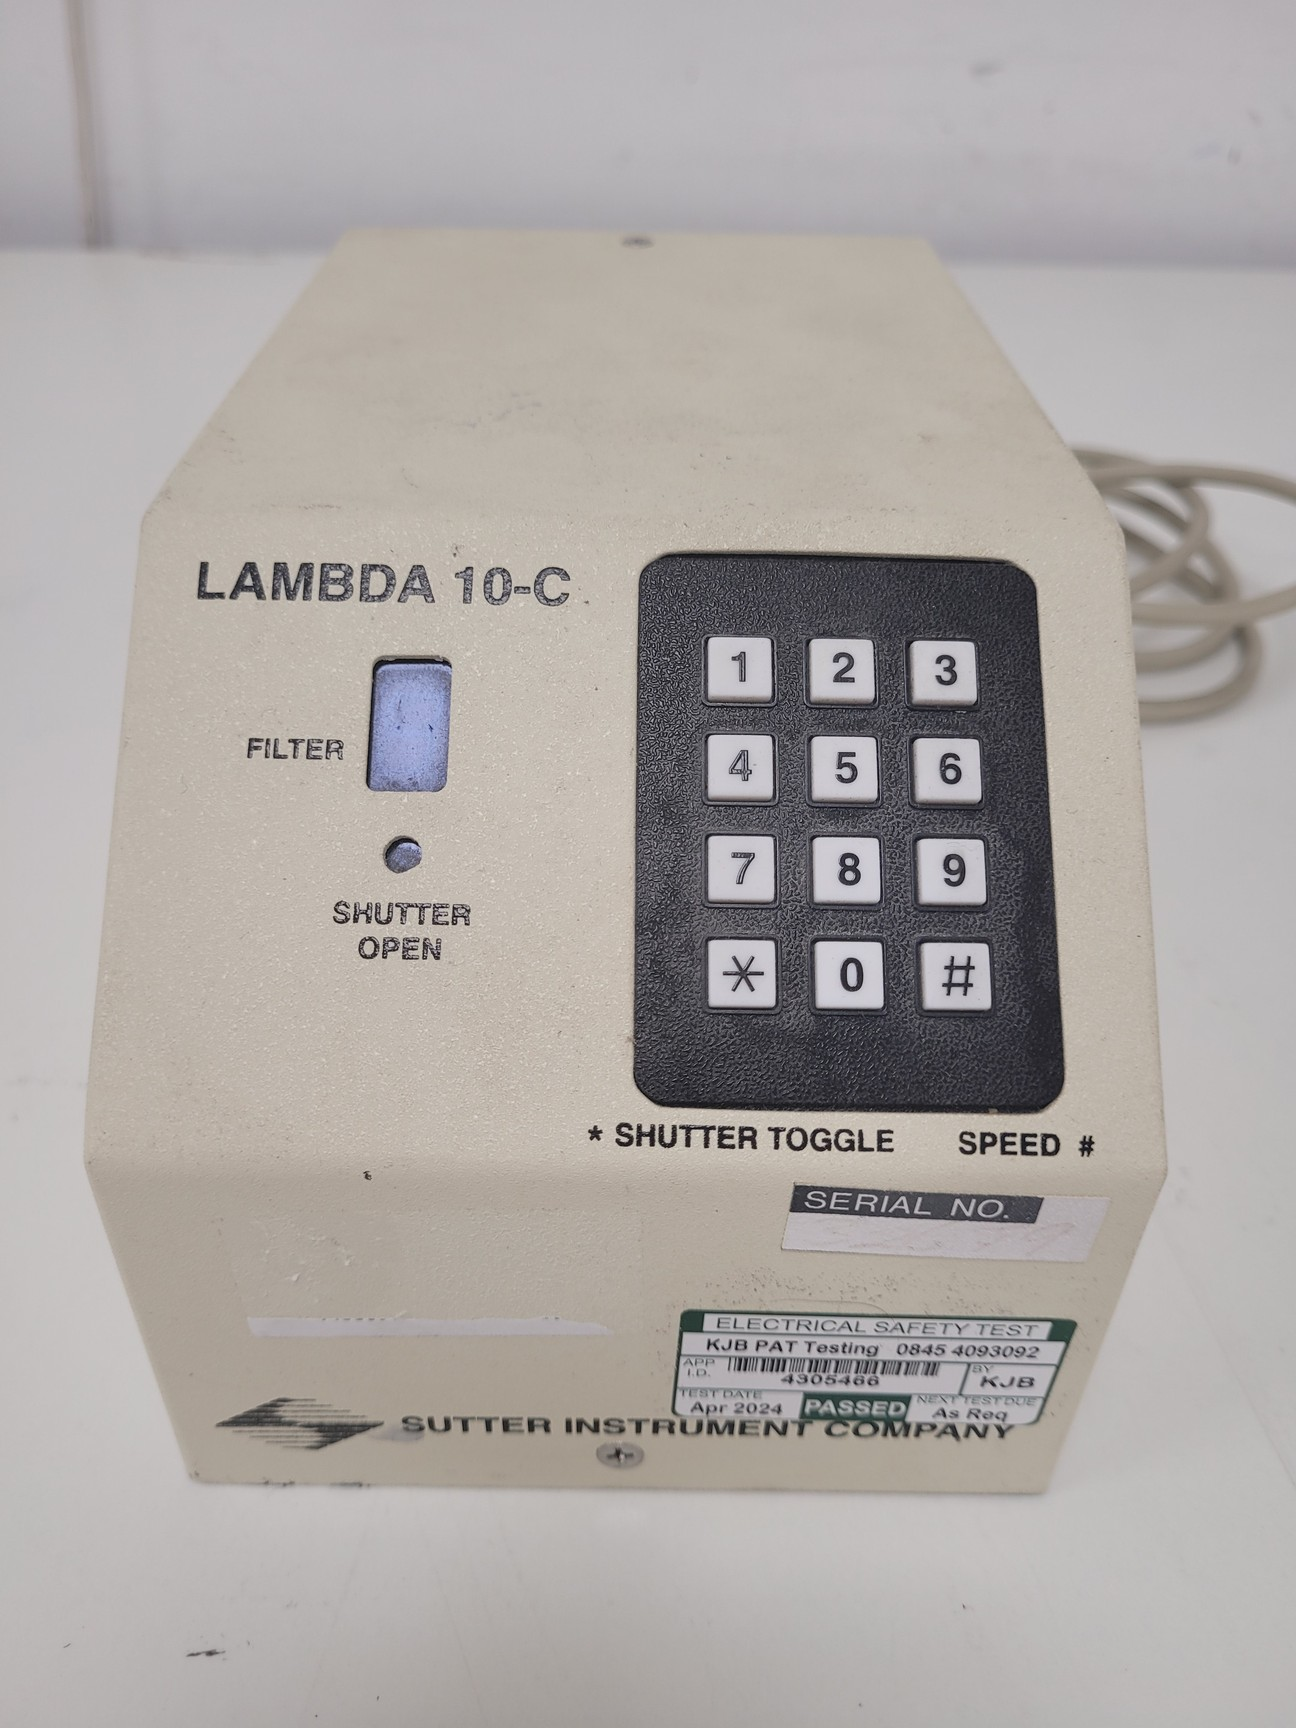 LAMBDA 10-C
FILTER
SHUTTER
OPEN
1 2 3
4 5 6
7 8 9
* 0 #
* SHUTTER TOGGLE SPEED #
SERIAL NO.
ELECTRICAL SAFETY TEST
KJB PAT Testing 0845 4093092
APP I.D. 4305466 BY KJB
TEST DATE Apr 2024 PASSED NEXT TEST DUE As Req
SUTTER INSTRUMENT COMPANY